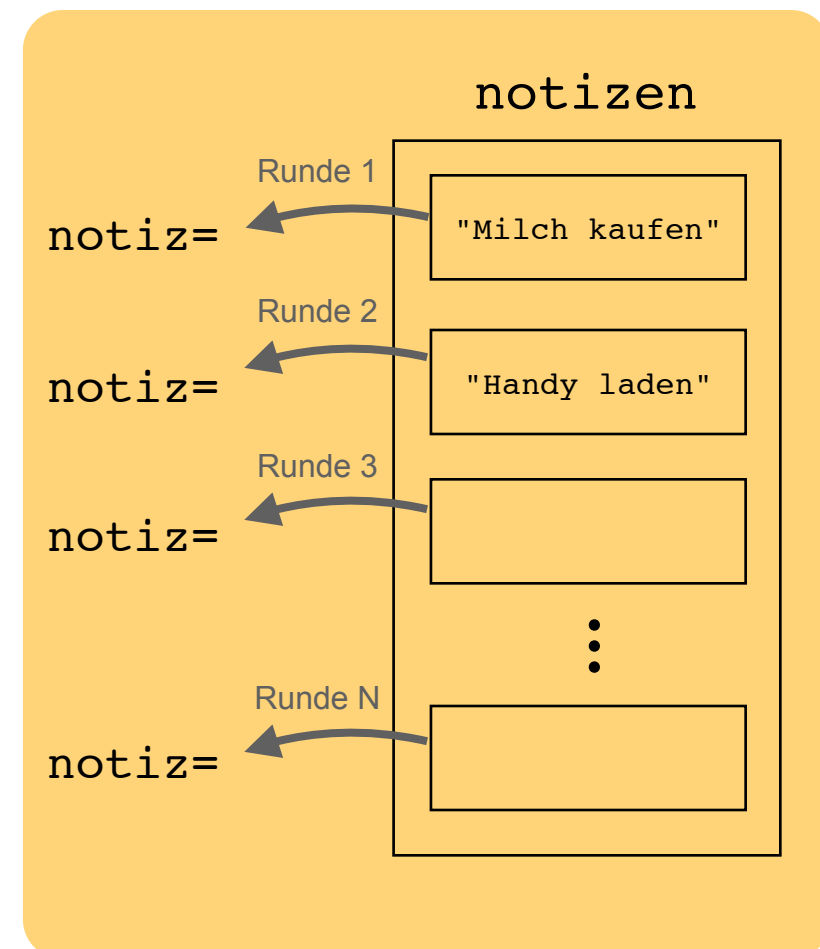 notizen
Runde 1
notiz=
"Milch kaufen"
Runde 2
notiz=
"Handy laden"
Runde 3
notiz=
Runde N
notiz=